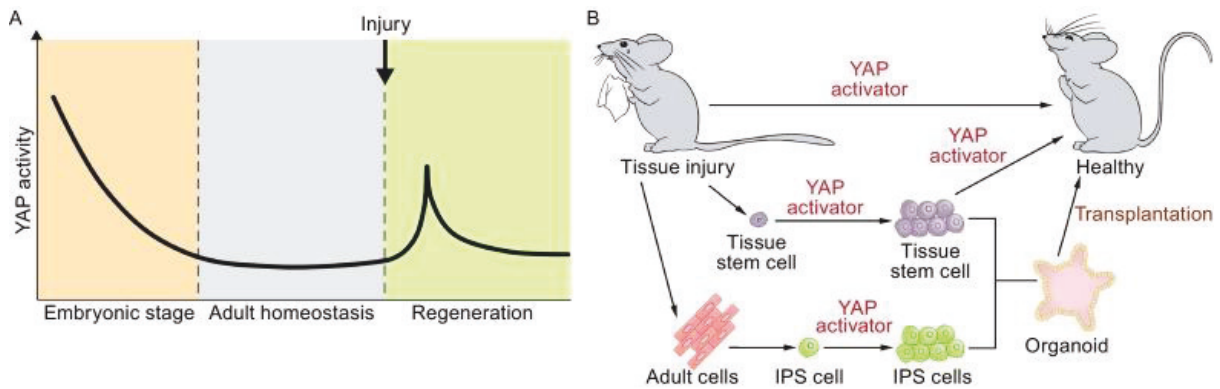 A
Injury
YAP activity
Embryonic stage
Adult homeostasis
Regeneration
B
YAP
activator
YAP
activator
Tissue injury
Healthy
YAP
activator
Transplantation
Tissue
stem cell
Tissue
stem cell
YAP
activator
Organoid
Adult cells
IPS cell
IPS cells